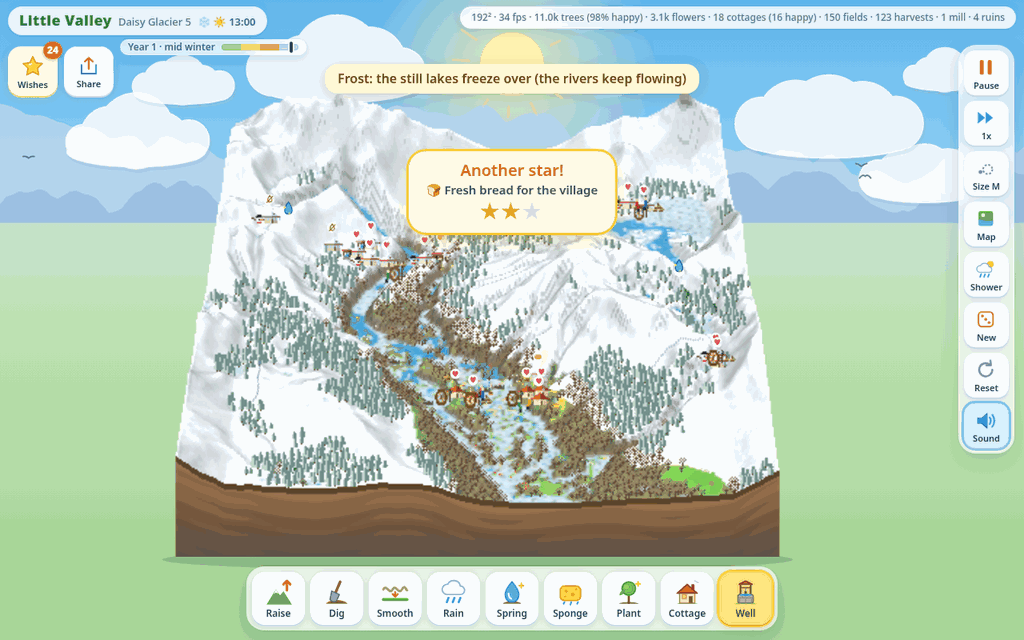 Little Valley Daisy Glacier 5 13:00
192² · 34 fps · 11.0k trees (98% happy) · 3.1k flowers · 18 cottages (16 happy) · 150 fields · 123 harvests · 1 mill · 4 ruins
Year 1 · mid winter
24
Wishes
Share
Frost: the still lakes freeze over (the rivers keep flowing)
Another star!
Fresh bread for the village
Pause
1x
Size M
Map
Shower
New
Reset
Sound
Raise
Dig
Smooth
Rain
Spring
Sponge
Plant
Cottage
Well